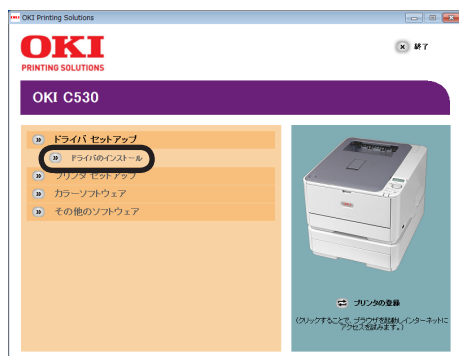 OKI Printing Solutions
OKI
PRINTING SOLUTIONS
終了
OKI C530
ドライバ セットアップ
ドライバのインストール
プリンタ セットアップ
カラーソフトウェア
その他のソフトウェア
プリンタの登録
(クリックすることで、ブラウザを起動しインターネットに
アクセスを試みます。)